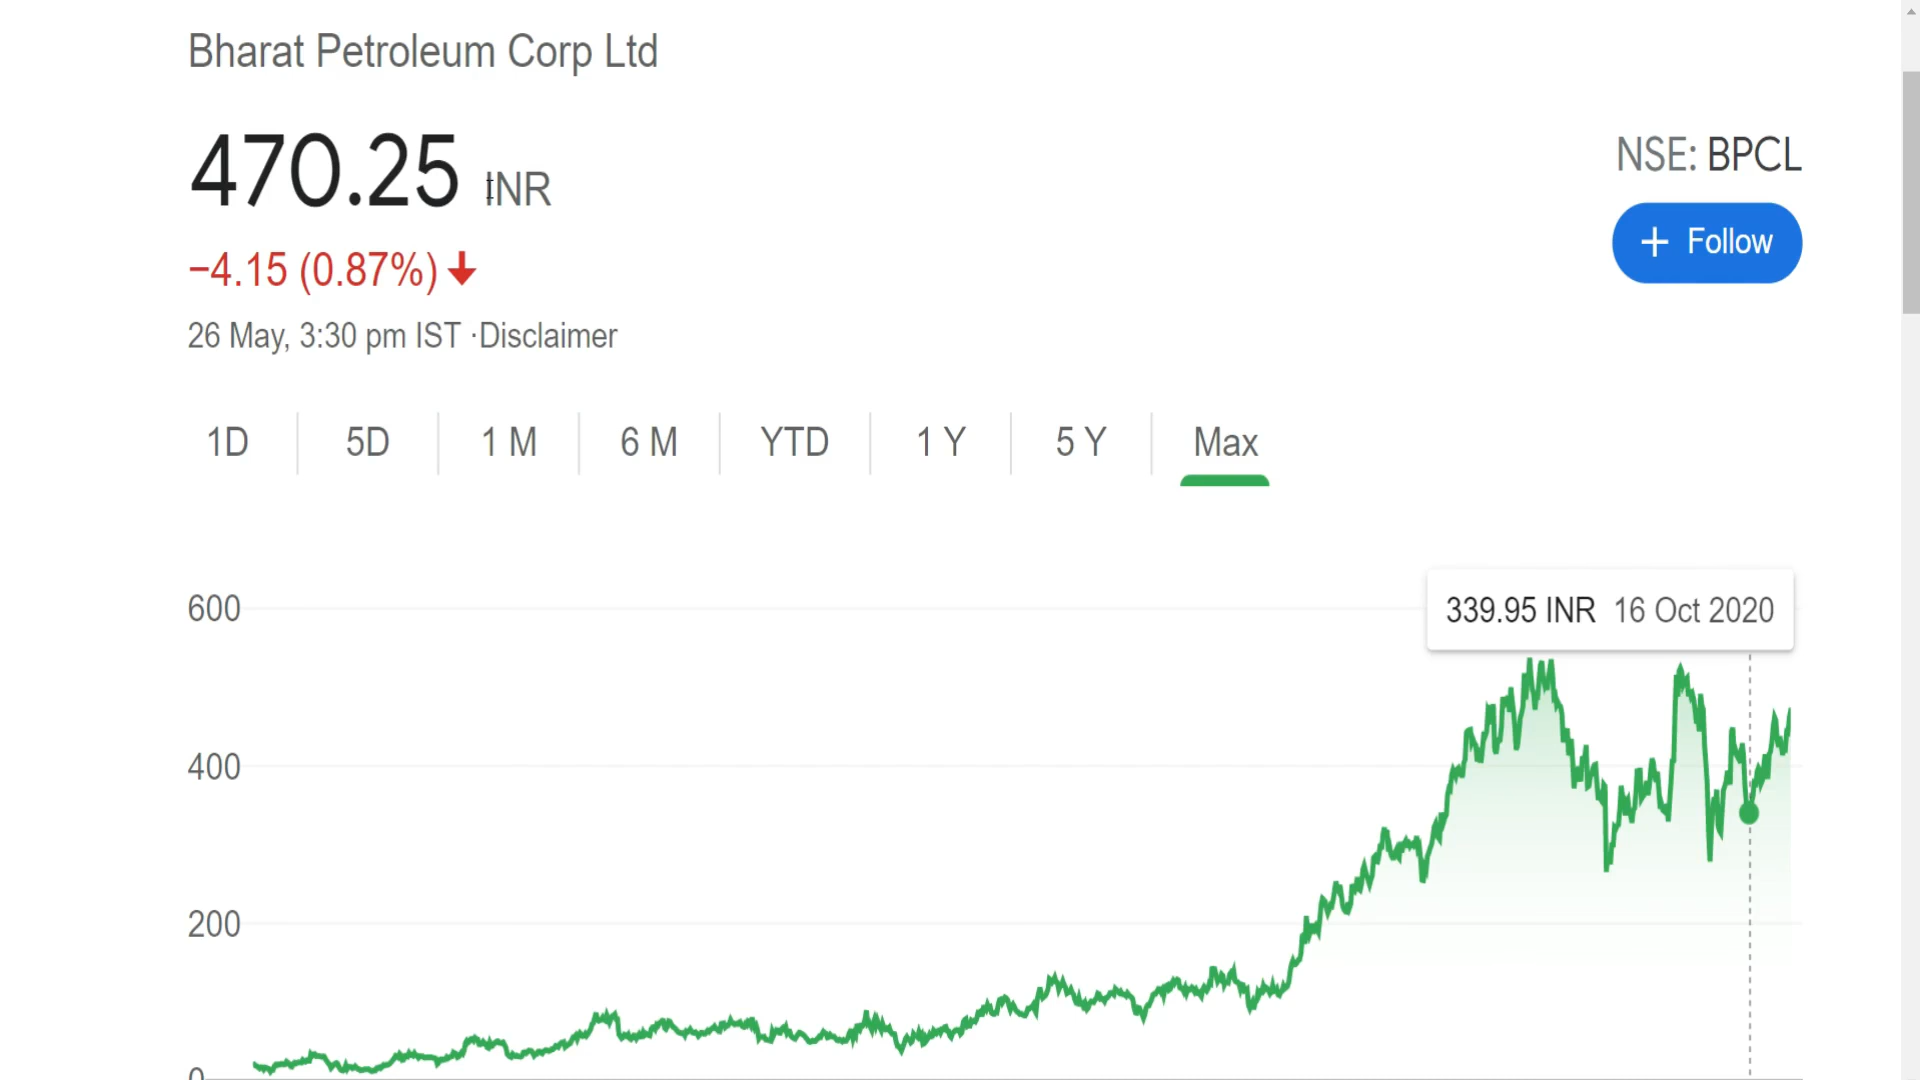 Bharat Petroleum Corp Ltd
470.25 INR
NSE: BPCL
+ Follow
−4.15 (0.87%)
26 May, 3:30 pm IST ·Disclaimer
1D 5D 1 M 6 M YTD 1 Y 5 Y Max
339.95 INR 16 Oct 2020
600
400
200
0